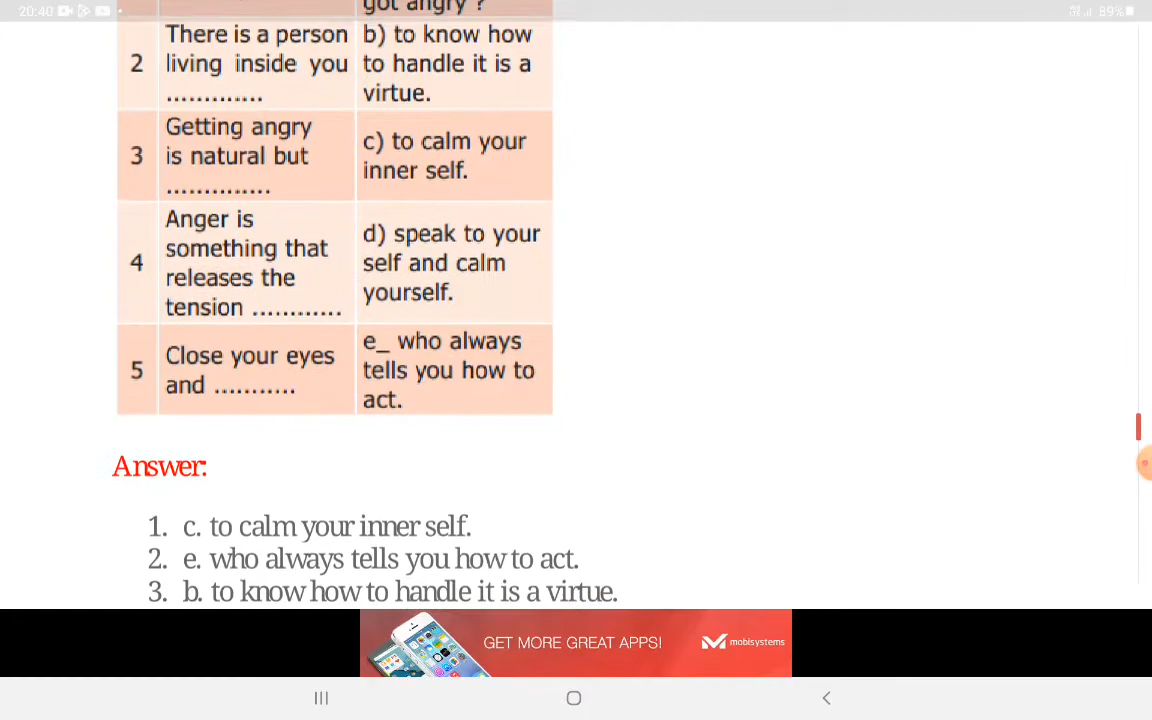 20:40
89%
got angry ?
2
There is a person
living inside you
.............
b) to know how
to handle it is a
virtue.
3
Getting angry
is natural but
..............
c) to calm your
inner self.
4
Anger is
something that
releases the
tension ............
d) speak to your
self and calm
yourself.
5
Close your eyes
and ...........
e_ who always
tells you how to
act.
Answer:
1. c. to calm your inner self.
2. e. who always tells you how to act.
3. b. to know how to handle it is a virtue.
GET MORE GREAT APPS!
mobisystems